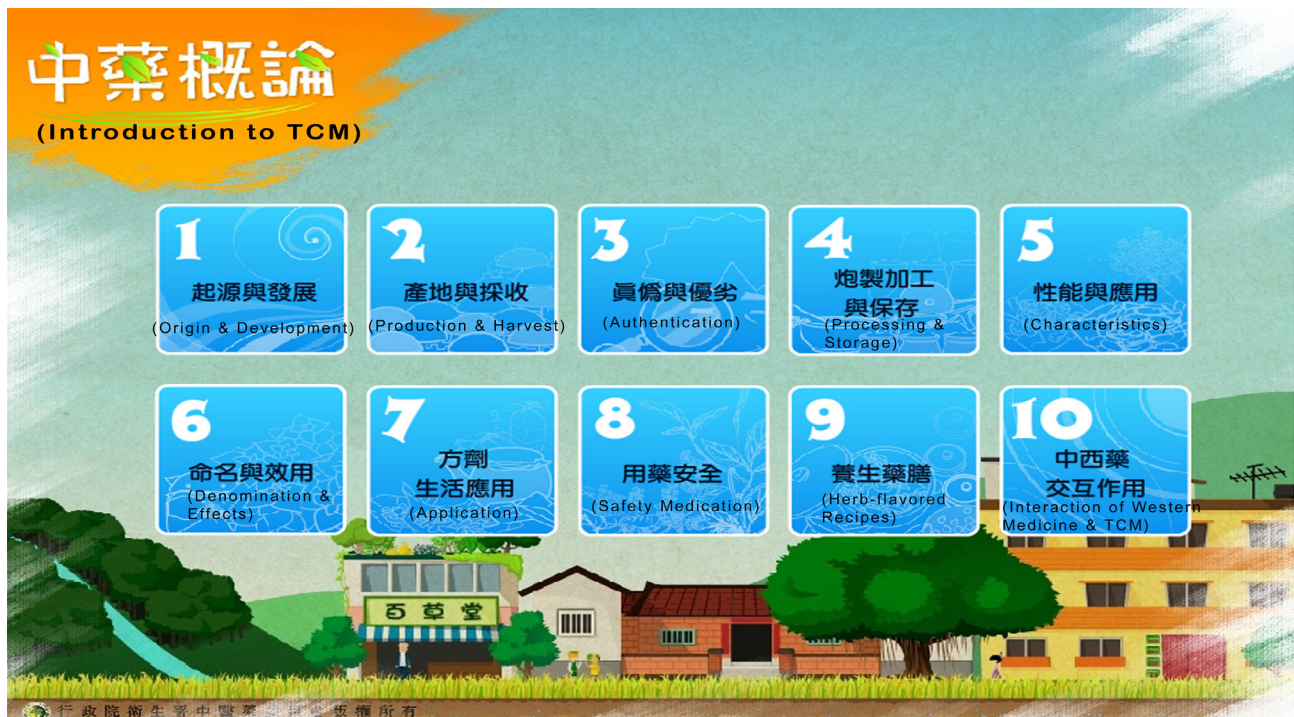 中藥概論
(Introduction to TCM)
1
起源與發展
(Origin & Development)
2
產地與採收
(Production & Harvest)
3
眞僞與優劣
(Authentication)
4
炮製加工
與保存
(Processing &
Storage)
5
性能與應用
(Characteristics)
6
命名與效用
(Denomination &
Effects)
7
方劑
生活應用
(Application)
8
用藥安全
(Safety Medication)
9
養生藥膳
(Herb-flavored
Recipes)
10
中西藥
交互作用
(Interaction of Western
Medicine & TCM)
百草堂
行政院衛生署中醫藥 版權所有